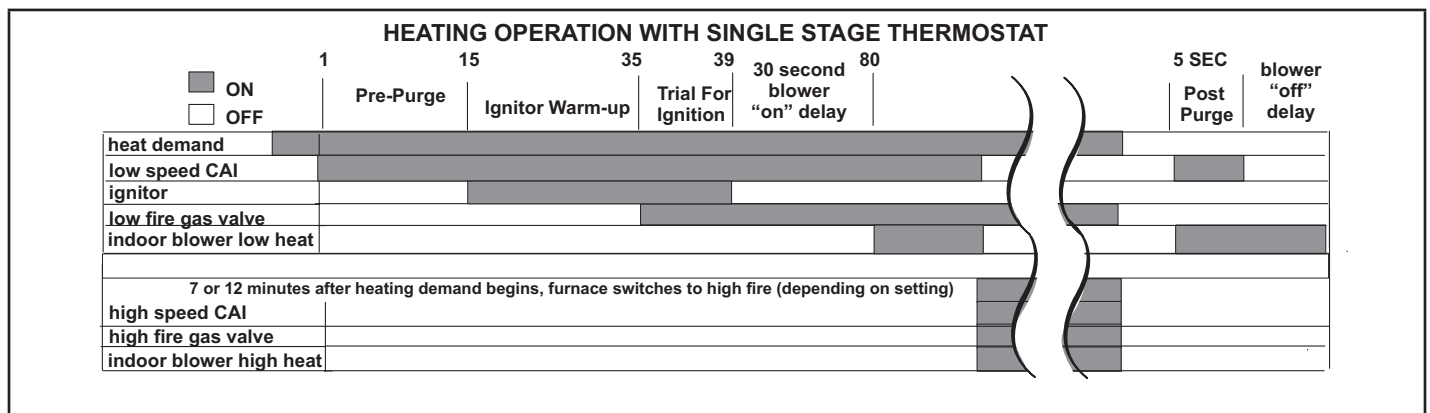 HEATING OPERATION WITH SINGLE STAGE THERMOSTAT
1 15 35 39 80 5 SEC
ON
OFF
Pre-Purge
Ignitor Warm-up
Trial For
Ignition
30 second
blower
“on” delay
Post
Purge
blower
“off”
delay
heat demand
low speed CAI
ignitor
low fire gas valve
indoor blower low heat
7 or 12 minutes after heating demand begins, furnace switches to high fire (depending on setting)
high speed CAI
high fire gas valve
indoor blower high heat